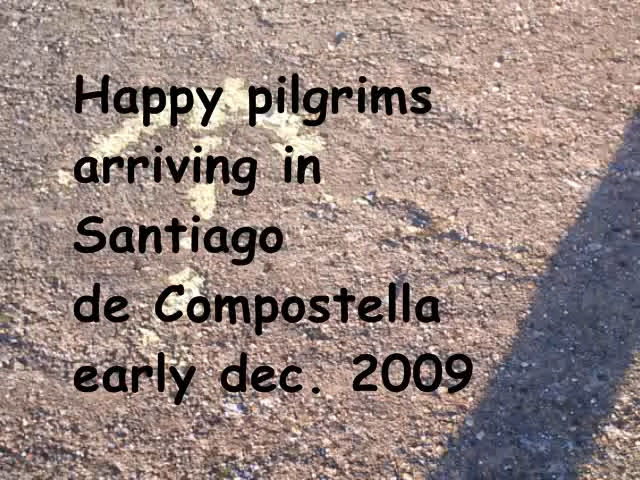 Happy pilgrims
arriving in
Santiago
de Compostella
early dec. 2009